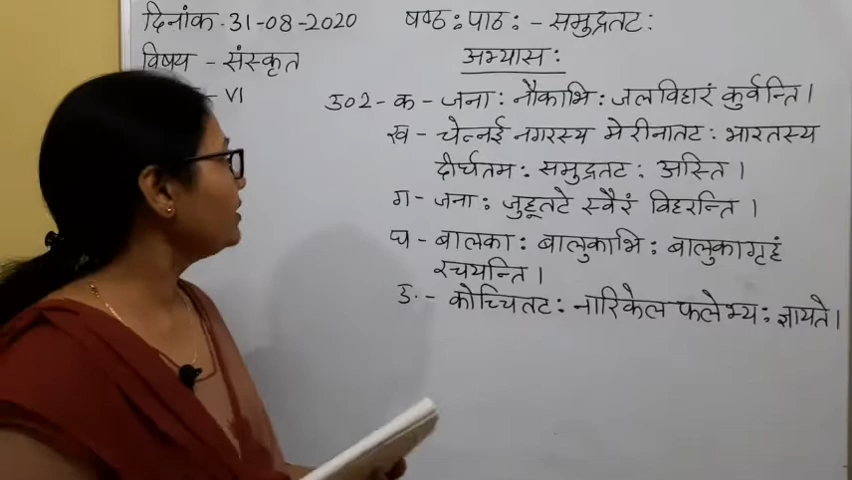 दिनांक - 31-08-2020
षष्ठ: पाठ: - समुद्रतट:
विषय - संस्कृत
अभ्यास:
- VI
उ02 - क - जना: नौकाभि: जलविहारं कुर्वन्ति।
ख - चेन्नई नगरस्य मेरीनातट: भारतस्य
दीर्घतम: समुद्रतट: अस्ति।
ग - जना: जुहूतटे स्वैरं विहरन्ति।
घ - बालका: बालुकाभि: बालुकागृहं
रचयन्ति।
ङ - कोच्चितट: नारिकेल फलेभ्य: ज्ञायते।